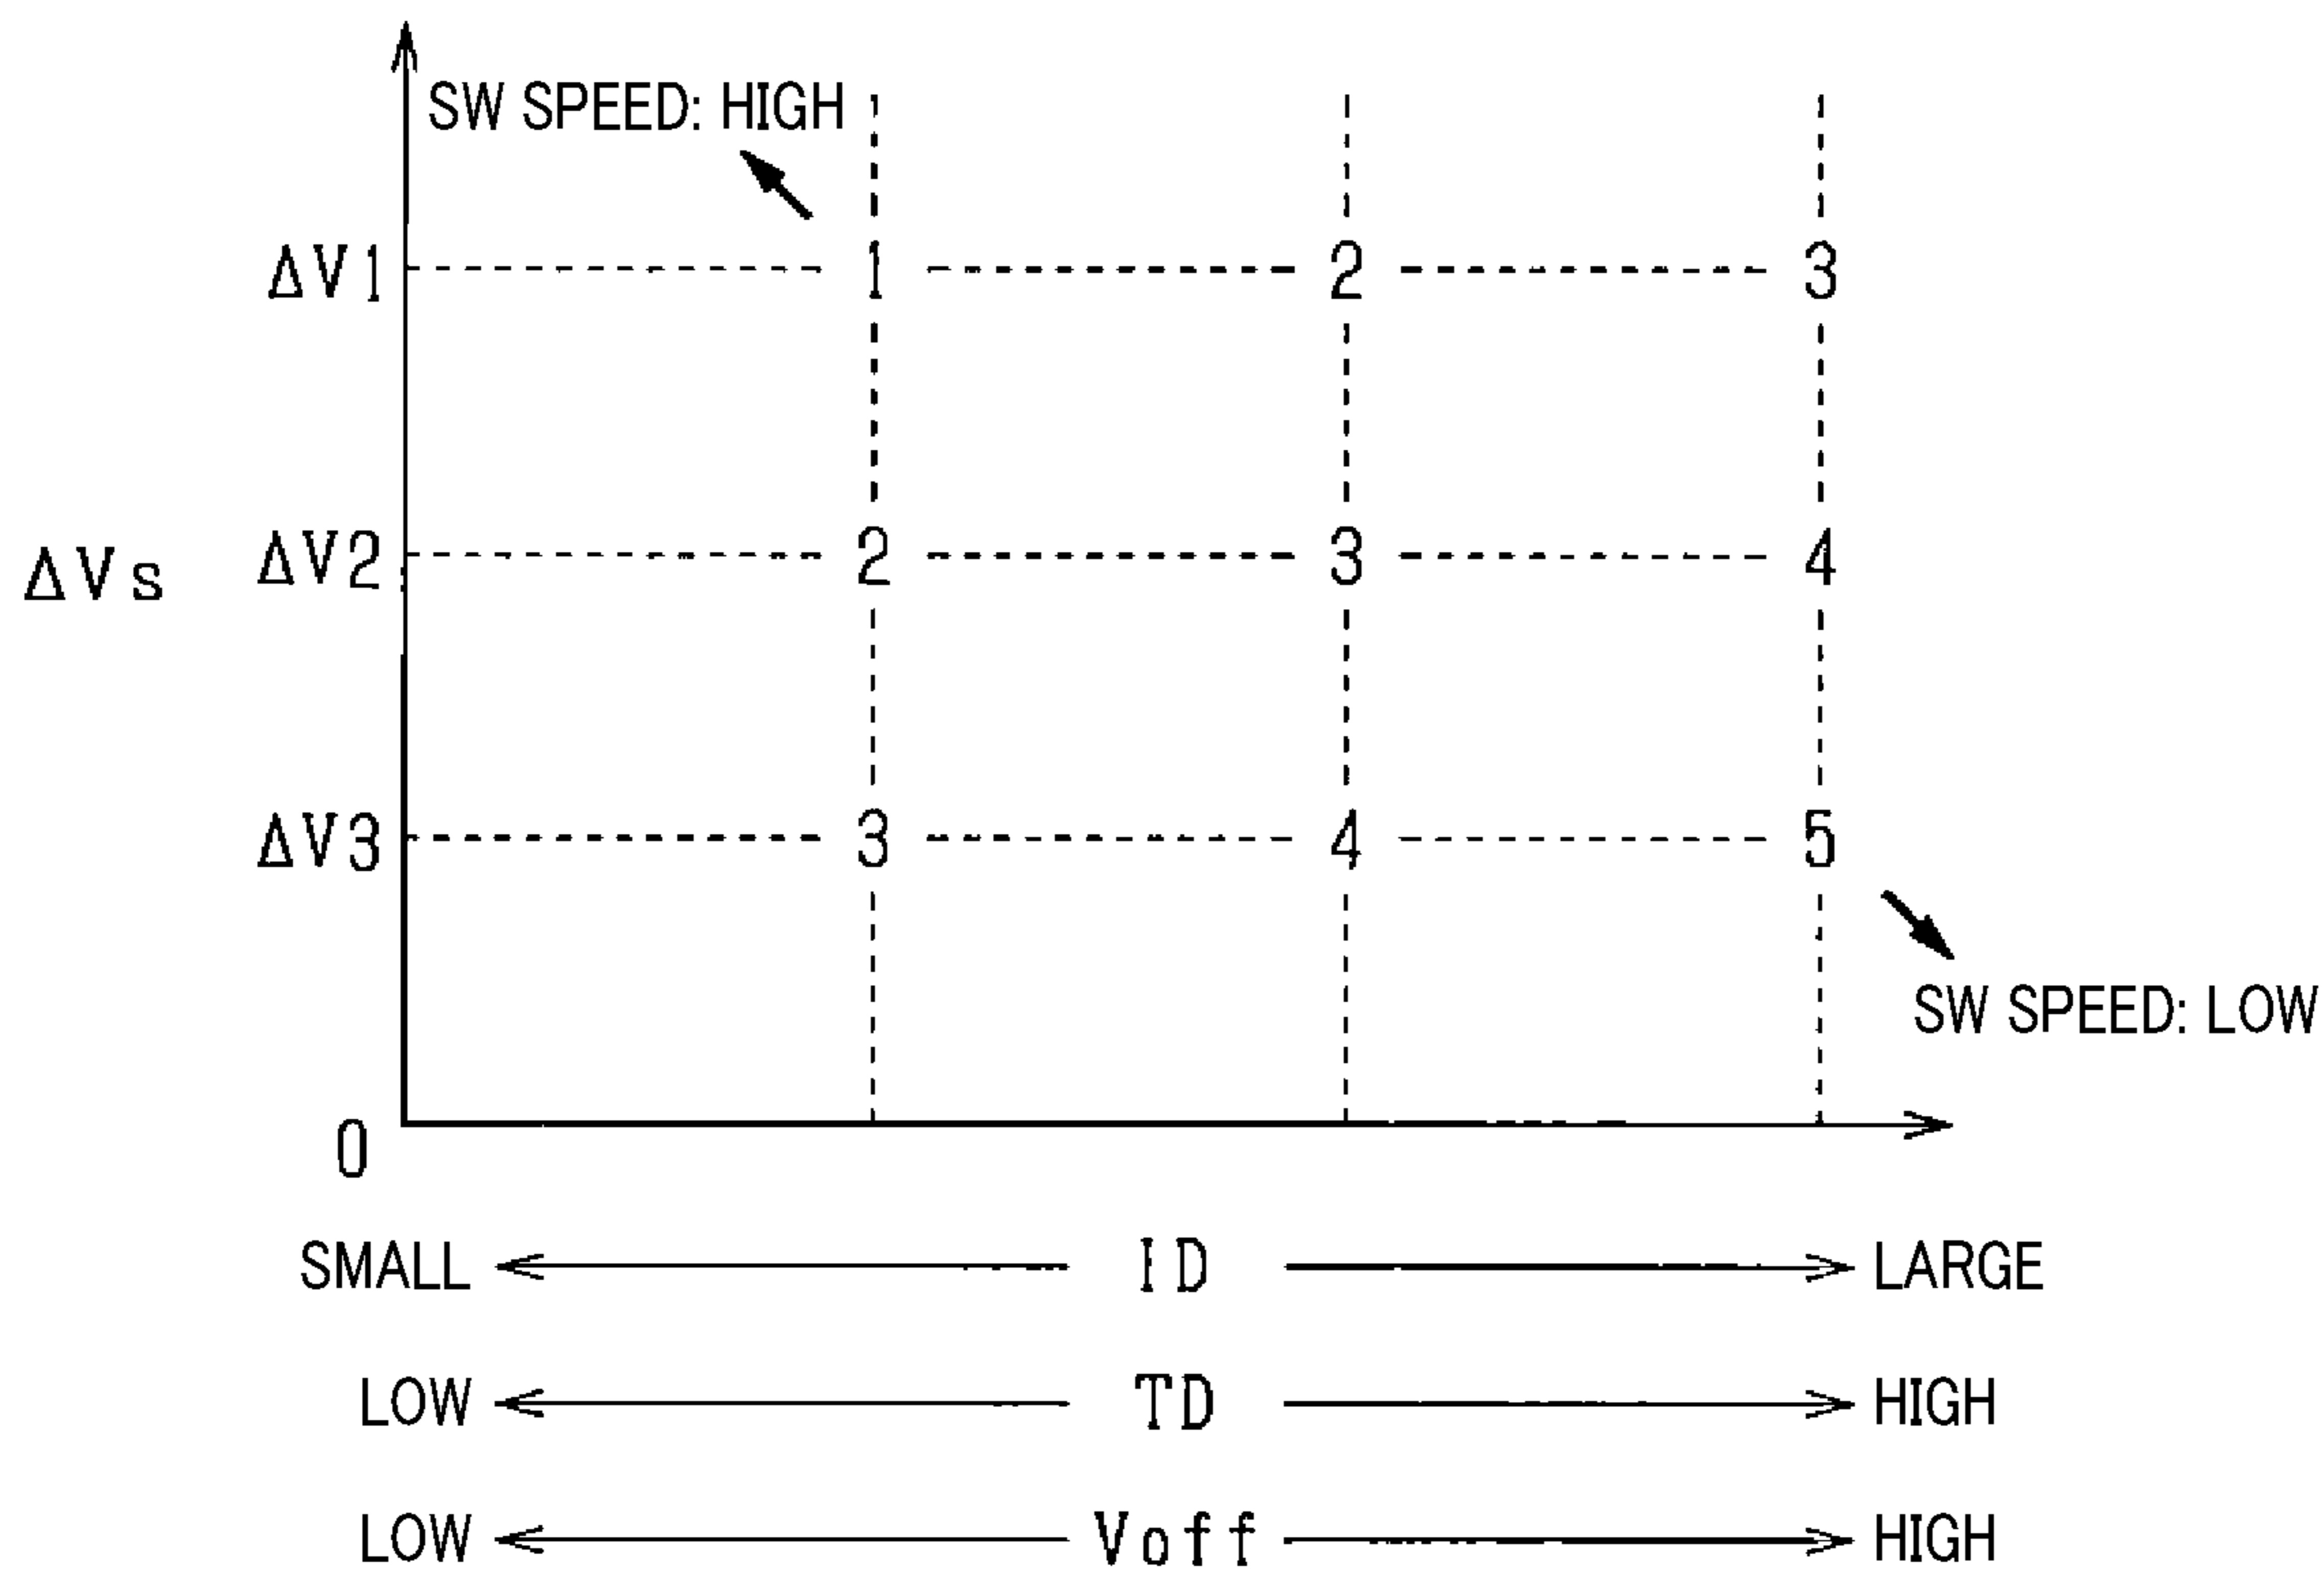 SW SPEED: HIGH
ΔV1 1 2 3
ΔVs ΔV2 2 3 4
ΔV3 3 4 5
SW SPEED: LOW
0
SMALL ID LARGE
LOW TD HIGH
LOW Voff HIGH